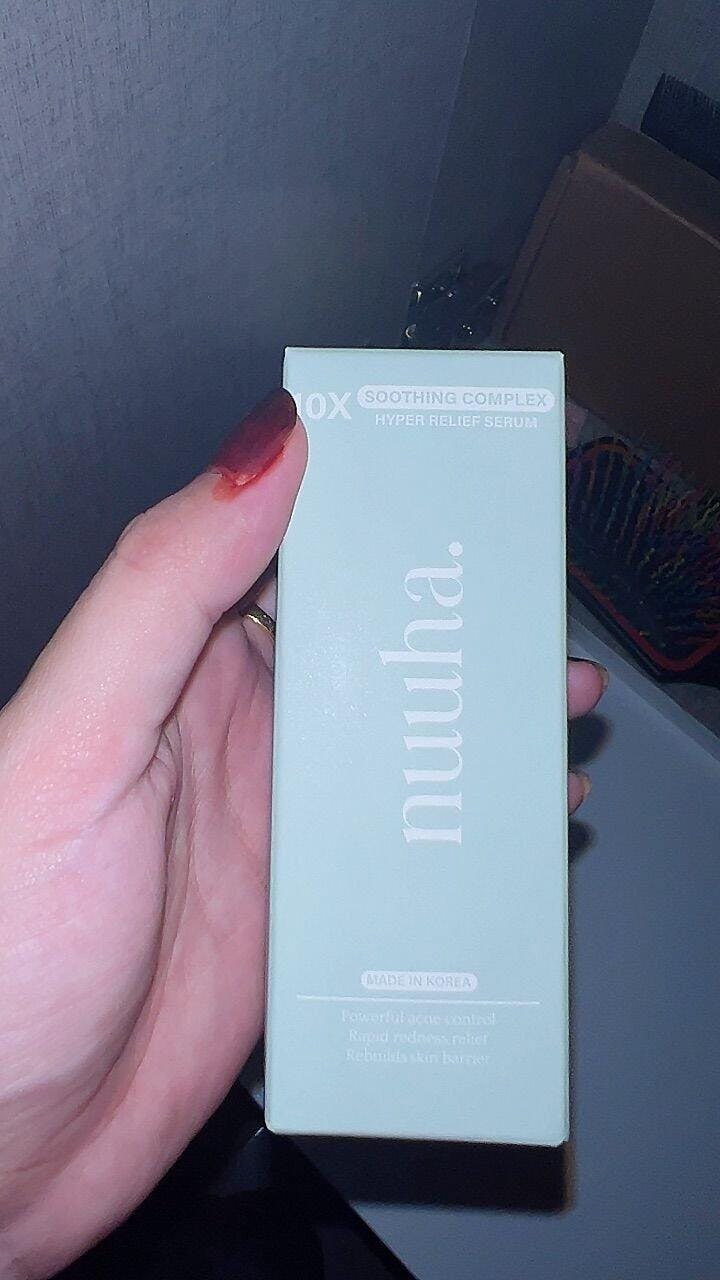 10X SOOTHING COMPLEX
HYPER RELIEF SERUM
nuuha.
MADE IN KOREA
Powerful acne control
Rapid redness relief
Rebuilds skin barrier